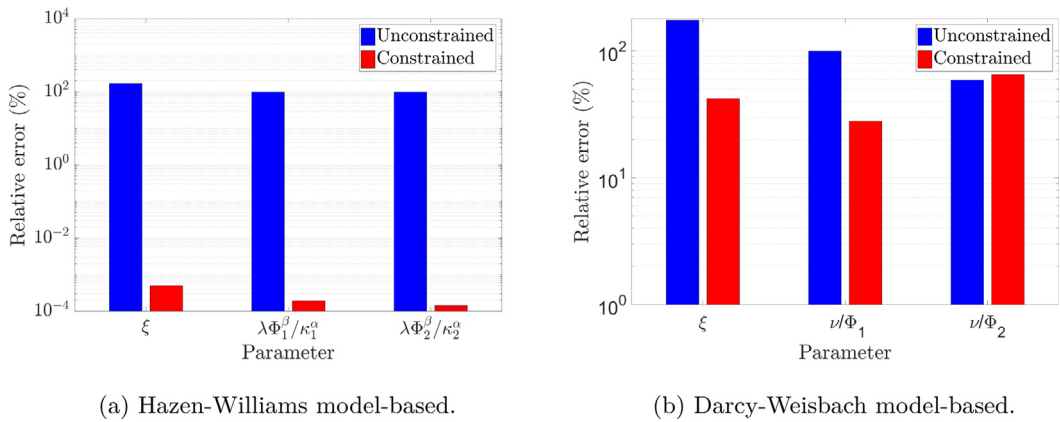 10^4
10^2
10^0
10^{-2}
10^{-4}
Relative error (%)
Unconstrained
Constrained
ξ
λΦ_1^β/κ_1^α
λΦ_2^β/κ_2^α
Parameter
(a) Hazen-Williams model-based.
10^2
10^1
10^0
Relative error (%)
Unconstrained
Constrained
ξ
ν/Φ_1
ν/Φ_2
Parameter
(b) Darcy-Weisbach model-based.